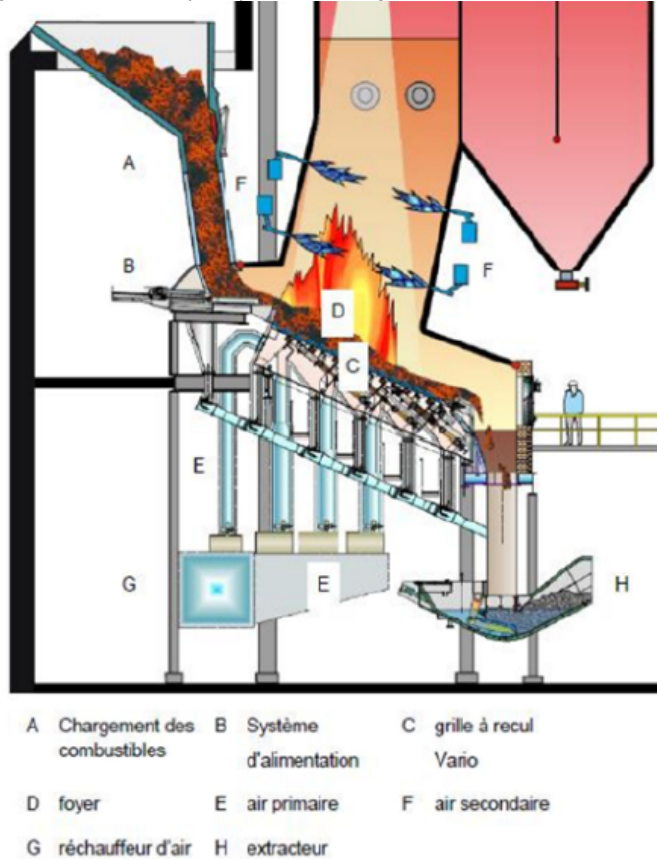 A
F
B
D
F
C
E
G
E
H
A Chargement des combustibles
B Système d'alimentation
C grille à recul Vario
D foyer
E air primaire
F air secondaire
G réchauffeur d'air
H extracteur